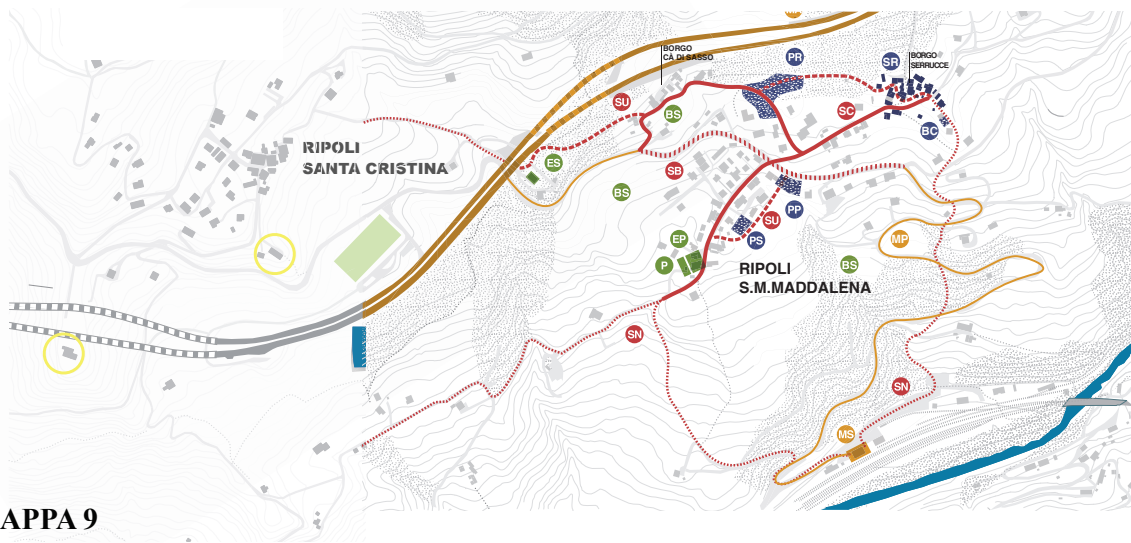 BORGO
CÀ DI SASSO
PR
SR
BORGO
SERRUCCE
SU
BS
SC
BC
RIPOLI
SANTA CRISTINA
ES
SB
BS
PP
SU
PS
EP
MP
P
RIPOLI
S.M.MADDALENA
BS
SN
SN
MS
APPA 9